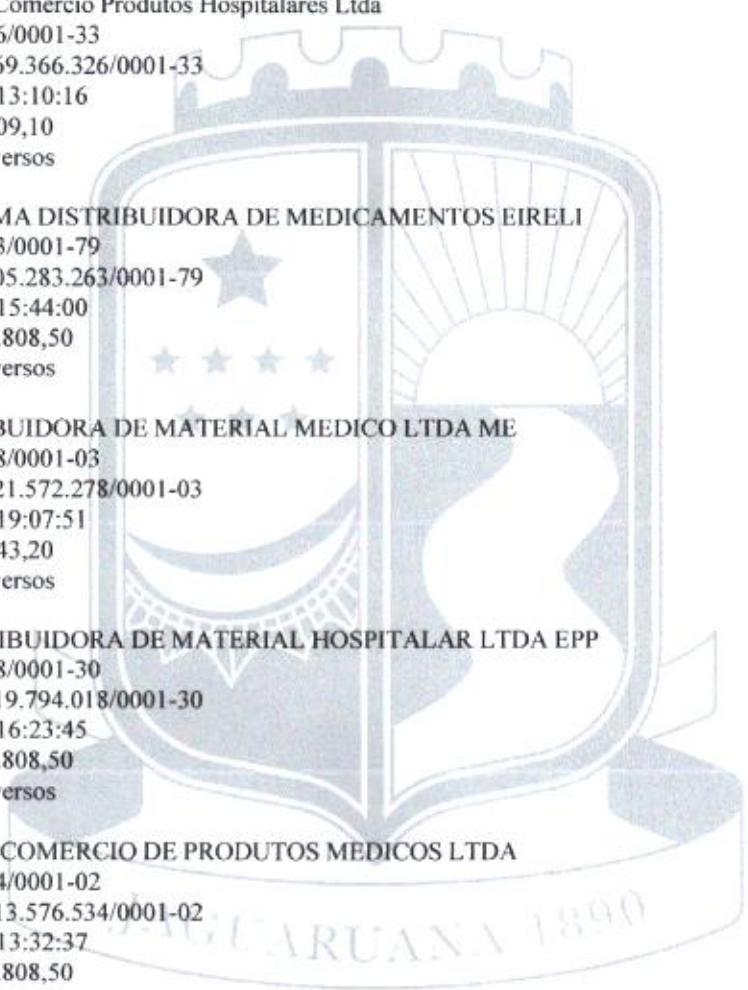 Comercio Produtos Hospitalares Ltda
6/0001-33
69.366.326/0001-33
13:10:16
09,10
versos
MA DISTRIBUIDORA DE MEDICAMENTOS EIRELI
3/0001-79
05.283.263/0001-79
15:44:00
.808,50
versos
BUIDORA DE MATERIAL MEDICO LTDA ME
8/0001-03
21.572.278/0001-03
19:07:51
43,20
versos
IBUIDORA DE MATERIAL HOSPITALAR LTDA EPP
8/0001-30
19.794.018/0001-30
16:23:45
.808,50
versos
COMERCIO DE PRODUTOS MEDICOS LTDA
4/0001-02
13.576.534/0001-02
13:32:37
.808,50
JAGUARUANA 1890